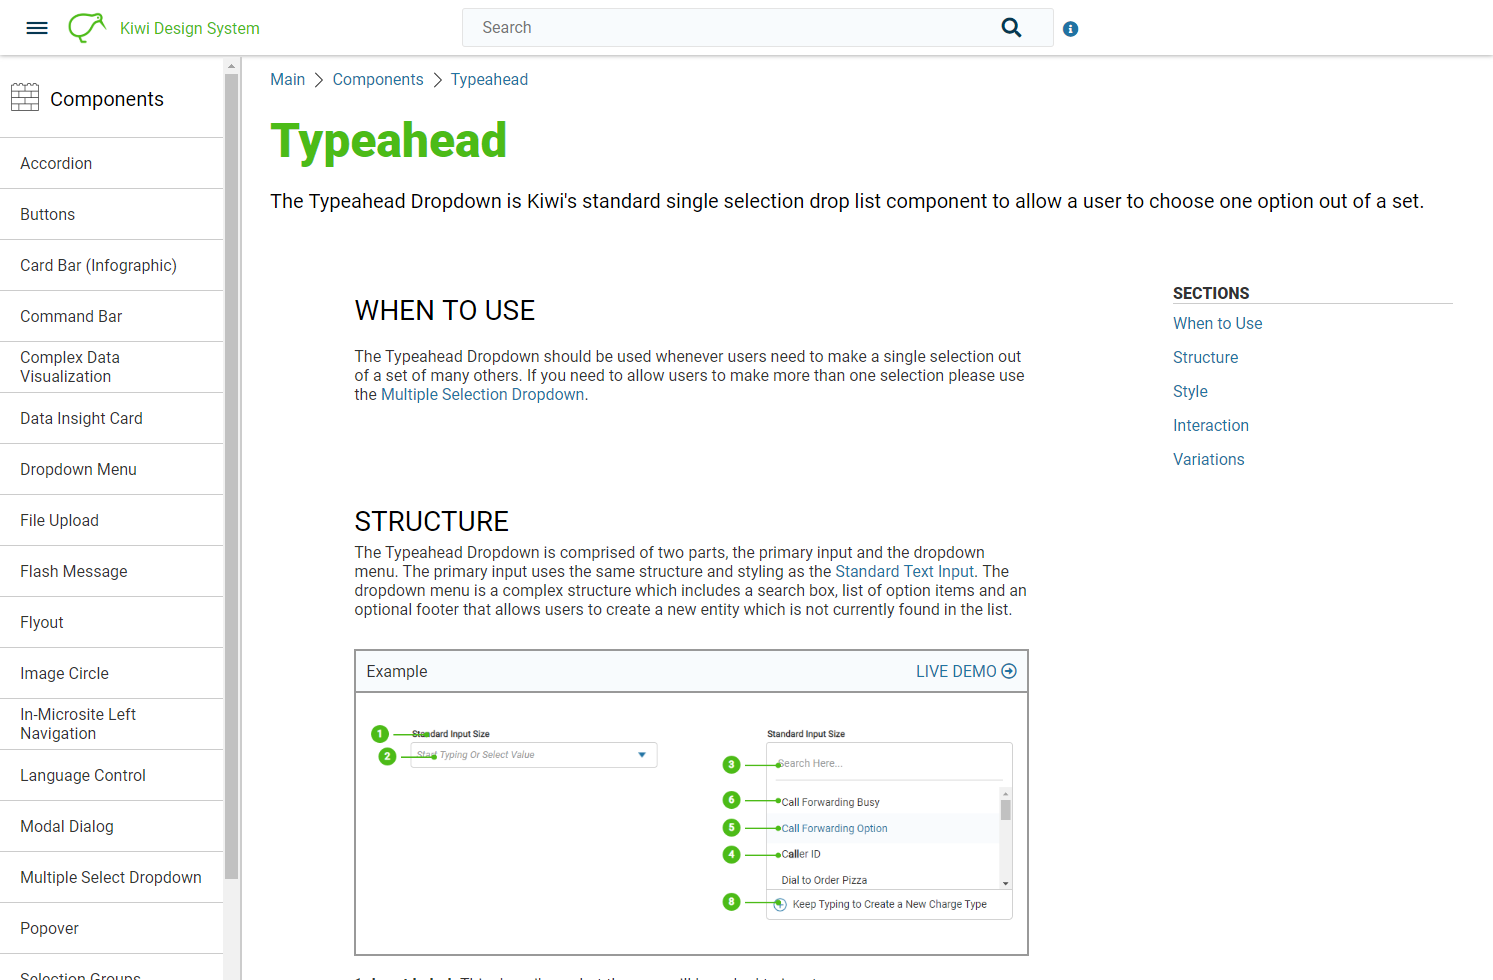 Kiwi Design System
Search
Components
Accordion
Buttons
Card Bar (Infographic)
Command Bar
Complex Data
Visualization
Data Insight Card
Dropdown Menu
File Upload
Flash Message
Flyout
Image Circle
In-Microsite Left
Navigation
Language Control
Modal Dialog
Multiple Select Dropdown
Popover
Selection Groups
Main > Components > Typeahead
Typeahead
The Typeahead Dropdown is Kiwi's standard single selection drop list component to allow a user to choose one option out of a set.
WHEN TO USE
The Typeahead Dropdown should be used whenever users need to make a single selection out
of a set of many others. If you need to allow users to make more than one selection please use
the Multiple Selection Dropdown.
STRUCTURE
The Typeahead Dropdown is comprised of two parts, the primary input and the dropdown
menu. The primary input uses the same structure and styling as the Standard Text Input. The
dropdown menu is a complex structure which includes a search box, list of option items and an
optional footer that allows users to create a new entity which is not currently found in the list.
Example
LIVE DEMO
1 Standard Input Size
2 Start Typing Or Select Value
Standard Input Size
3 Search Here...
6 Call Forwarding Busy
5 Call Forwarding Option
4 Caller ID
Dial to Order Pizza
8 Keep Typing to Create a New Charge Type
SECTIONS
When to Use
Structure
Style
Interaction
Variations